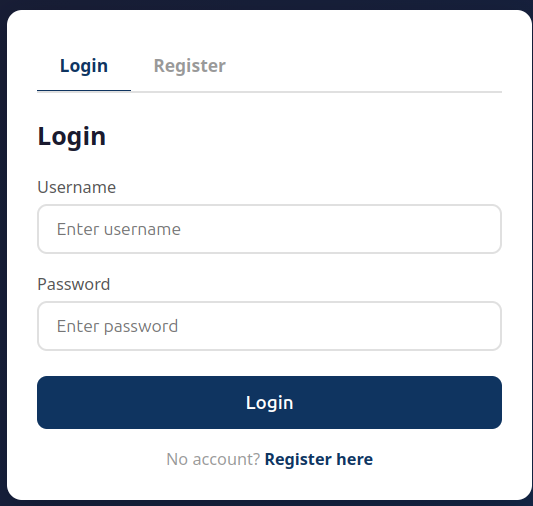 Login Register
Login
Username
Enter username
Password
Enter password
Login
No account? Register here